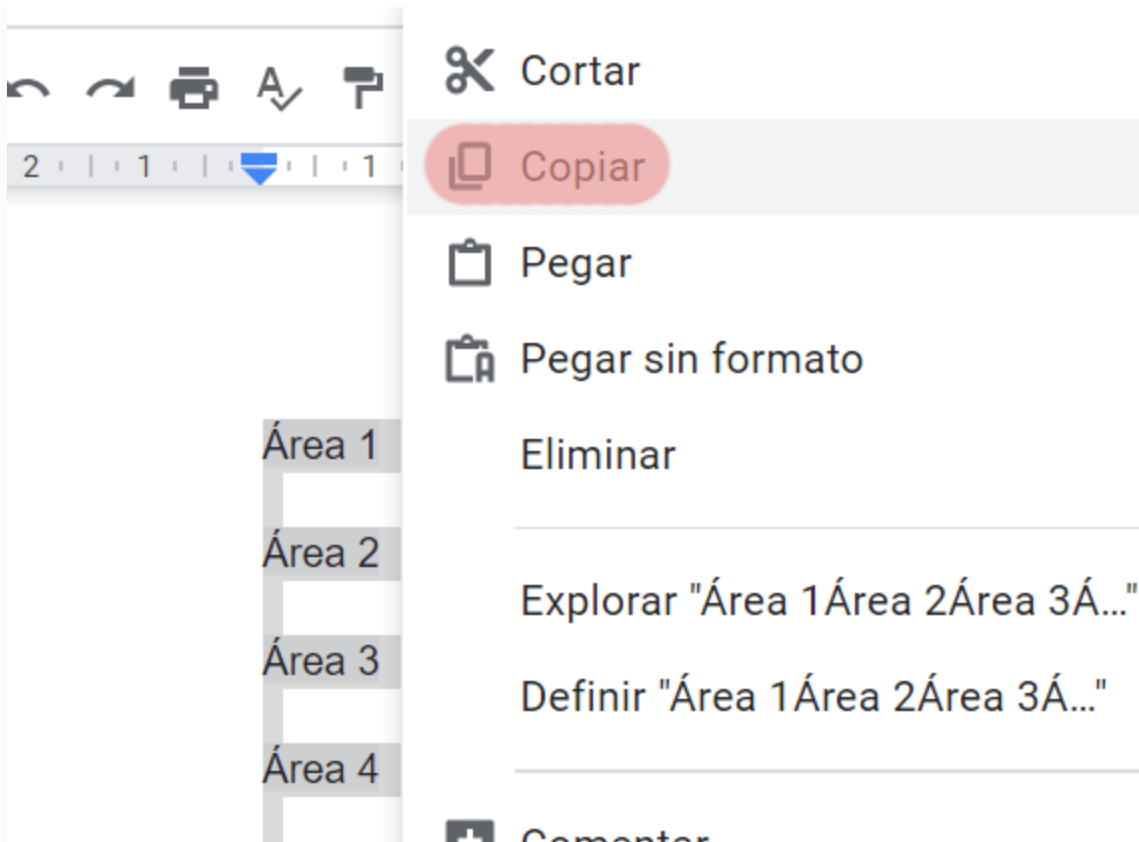 2 1 1
Cortar
Copiar
Pegar
Pegar sin formato
Eliminar
Explorar "Área 1Área 2Área 3Á…"
Definir "Área 1Área 2Área 3Á…"
Comentar
Área 1
Área 2
Área 3
Área 4